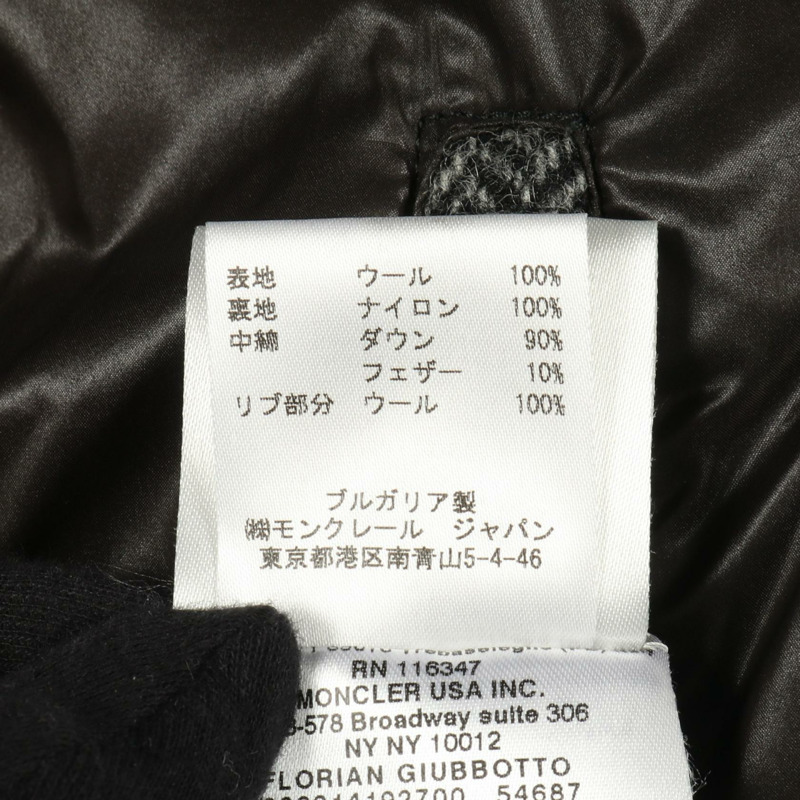 表地 ウール 100%
裏地 ナイロン 100%
中綿 ダウン 90%
フェザー 10%
リブ部分 ウール 100%
ブルガリア製
㈱モンクレール ジャパン
東京都港区南青山5-4-46
RN 116347
MONCLER USA INC.
-578 Broadway suite 306
NY NY 10012
FLORIAN GIUBBOTTO
54687